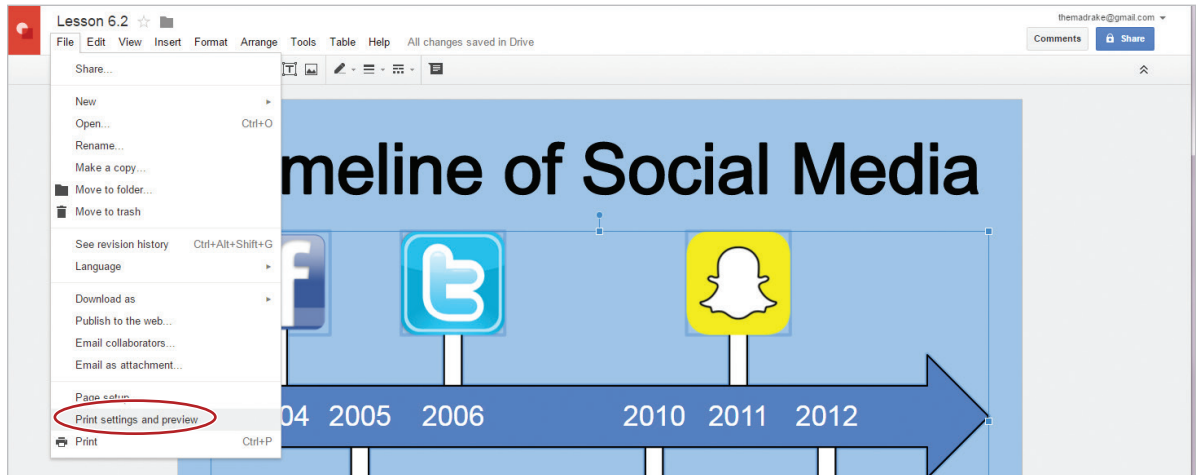 Lesson 6.2
themadrake@gmail.com
File Edit View Insert Format Arrange Tools Table Help All changes saved in Drive
Comments Share
Share...
New
Open... Ctrl+O
Rename...
Make a copy...
Move to folder...
Move to trash
See revision history Ctrl+Alt+Shift+G
Language
Download as
Publish to the web...
Email collaborators...
Email as attachment...
Page setup
Print settings and preview
Print Ctrl+P
meline of Social Media
04 2005 2006 2010 2011 2012